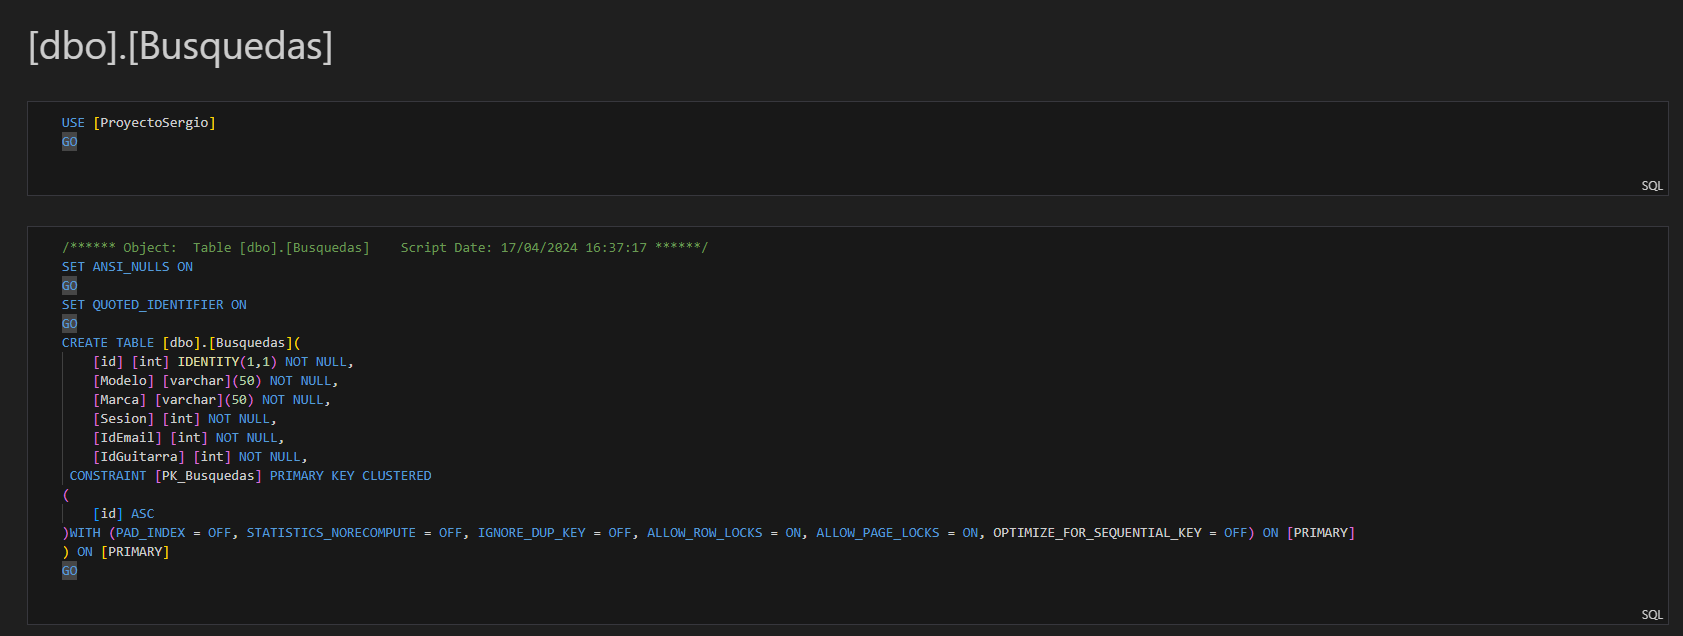 [dbo].[Busquedas]
USE [ProyectoSergio]
GO
SQL
/****** Object:  Table [dbo].[Busquedas]    Script Date: 17/04/2024 16:37:17 ******/
SET ANSI_NULLS ON
GO
SET QUOTED_IDENTIFIER ON
GO
CREATE TABLE [dbo].[Busquedas](
    [id] [int] IDENTITY(1,1) NOT NULL,
    [Modelo] [varchar](50) NOT NULL,
    [Marca] [varchar](50) NOT NULL,
    [Sesion] [int] NOT NULL,
    [IdEmail] [int] NOT NULL,
    [IdGuitarra] [int] NOT NULL,
 CONSTRAINT [PK_Busquedas] PRIMARY KEY CLUSTERED
(
    [id] ASC
)WITH (PAD_INDEX = OFF, STATISTICS_NORECOMPUTE = OFF, IGNORE_DUP_KEY = OFF, ALLOW_ROW_LOCKS = ON, ALLOW_PAGE_LOCKS = ON, OPTIMIZE_FOR_SEQUENTIAL_KEY = OFF) ON [PRIMARY]
) ON [PRIMARY]
GO
SQL